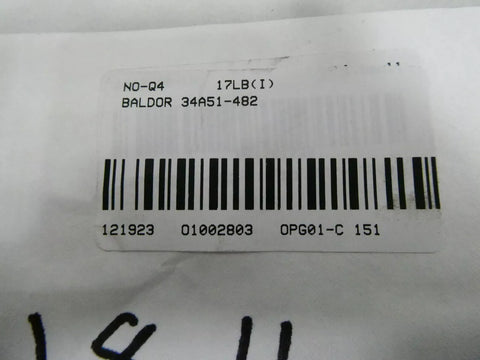 NO-Q4 17LB(I)
BALDOR 34A51-482
121923 01002803 OPG01-C 151